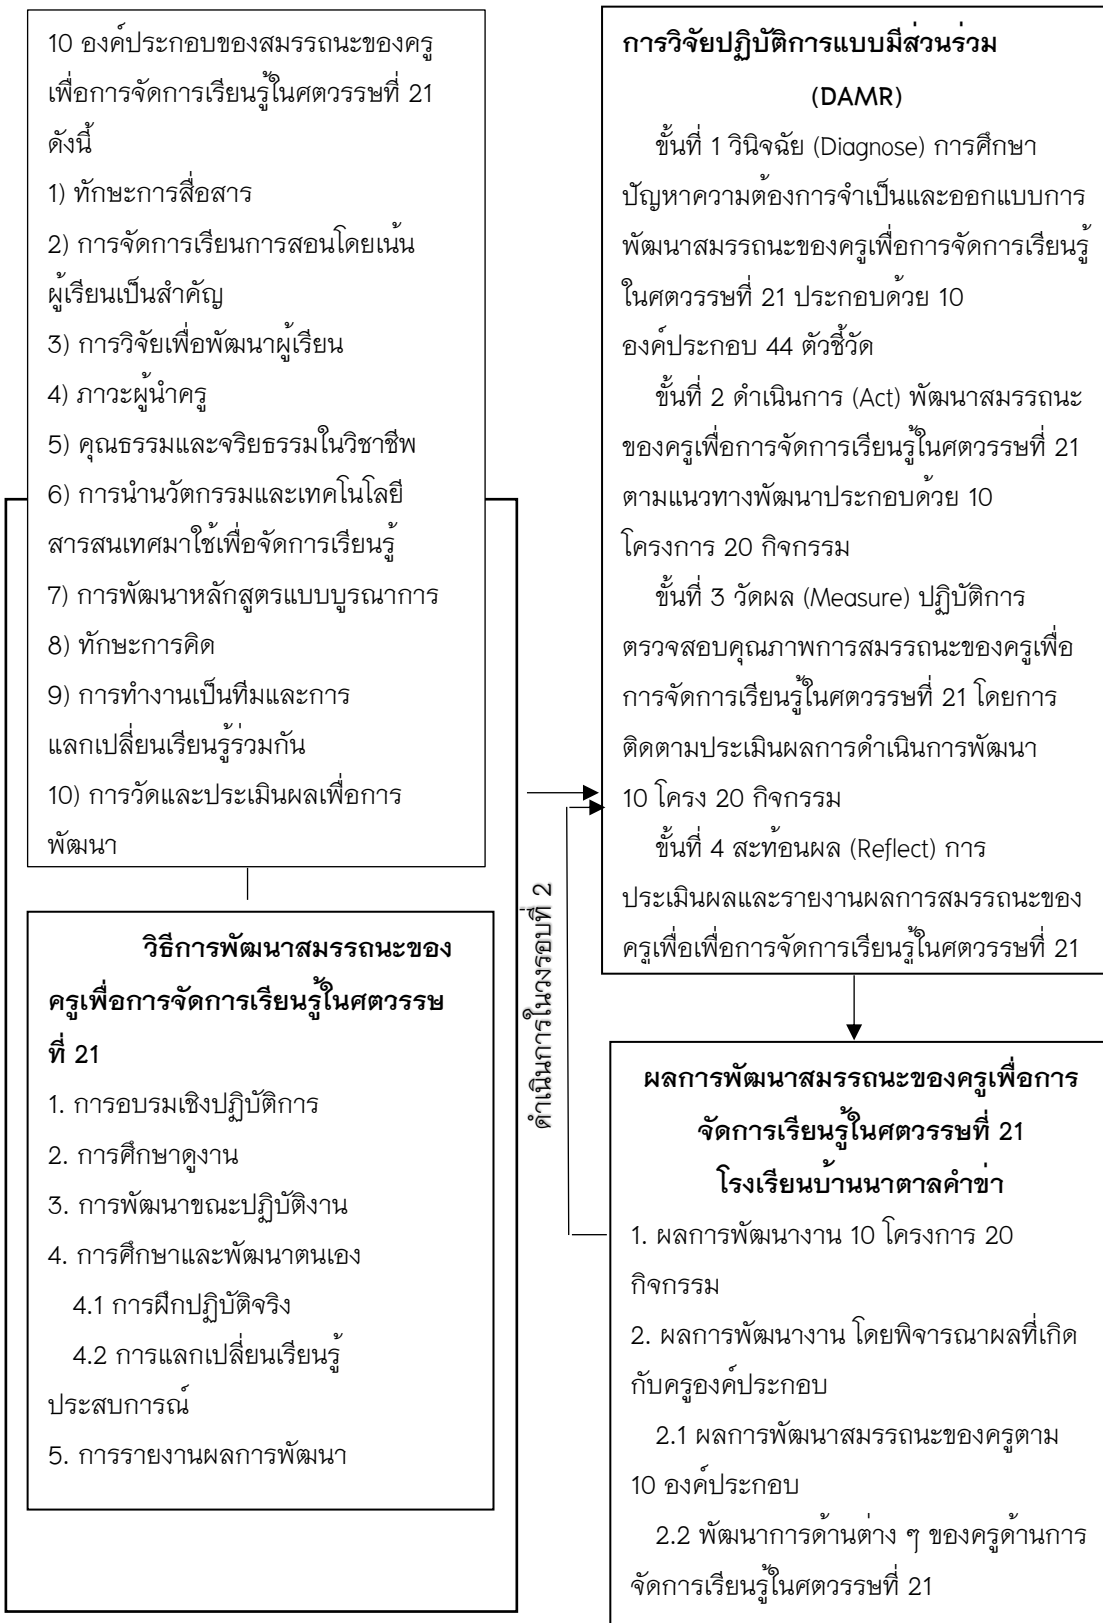 10 องค์ประกอบของสมรรถนะของครู
เพื่อการจัดการเรียนรู้ในศตวรรษที่ 21
ดังนี้
1) ทักษะการสื่อสาร
2) การจัดการเรียนการสอนโดยเน้น
ผู้เรียนเป็นสำคัญ
3) การวิจัยเพื่อพัฒนาผู้เรียน
4) ภาวะผู้นำครู
5) คุณธรรมและจริยธรรมในวิชาชีพ
6) การนำนวัตกรรมและเทคโนโลยี
สารสนเทศมาใช้เพื่อจัดการเรียนรู้
7) การพัฒนาหลักสูตรแบบบูรณาการ
8) ทักษะการคิด
9) การทำงานเป็นทีมและการ
แลกเปลี่ยนเรียนรู้ร่วมกัน
10) การวัดและประเมินผลเพื่อการ
พัฒนา
วิธีการพัฒนาสมรรถนะของ
ครูเพื่อการจัดการเรียนรู้ในศตวรรษ
ที่ 21
1. การอบรมเชิงปฏิบัติการ
2. การศึกษาดูงาน
3. การพัฒนาขณะปฏิบัติงาน
4. การศึกษาและพัฒนาตนเอง
4.1 การฝึกปฏิบัติจริง
4.2 การแลกเปลี่ยนเรียนรู้
ประสบการณ์
5. การรายงานผลการพัฒนา
ดำเนินการในวงรอบที่ 2
การวิจัยปฏิบัติการแบบมีส่วนร่วม
(DAMR)
ขั้นที่ 1 วินิจฉัย (Diagnose) การศึกษา
ปัญหาความต้องการจำเป็นและออกแบบการ
พัฒนาสมรรถนะของครูเพื่อการจัดการเรียนรู้
ในศตวรรษที่ 21 ประกอบด้วย 10
องค์ประกอบ 44 ตัวชี้วัด
ขั้นที่ 2 ดำเนินการ (Act) พัฒนาสมรรถนะ
ของครูเพื่อการจัดการเรียนรู้ในศตวรรษที่ 21
ตามแนวทางพัฒนาประกอบด้วย 10
โครงการ 20 กิจกรรม
ขั้นที่ 3 วัดผล (Measure) ปฏิบัติการ
ตรวจสอบคุณภาพการสมรรถนะของครูเพื่อ
การจัดการเรียนรู้ในศตวรรษที่ 21 โดยการ
ติดตามประเมินผลการดำเนินการพัฒนา
10 โครง 20 กิจกรรม
ขั้นที่ 4 สะท้อนผล (Reflect) การ
ประเมินผลและรายงานผลการสมรรถนะของ
ครูเพื่อเพื่อการจัดการเรียนรู้ในศตวรรษที่ 21
ผลการพัฒนาสมรรถนะของครูเพื่อการ
จัดการเรียนรู้ในศตวรรษที่ 21
โรงเรียนบ้านนาตาลคำข่า
1. ผลการพัฒนางาน 10 โครงการ 20
กิจกรรม
2. ผลการพัฒนางาน โดยพิจารณาผลที่เกิด
กับครูองค์ประกอบ
2.1 ผลการพัฒนาสมรรถนะของครูตาม
10 องค์ประกอบ
2.2 พัฒนาการด้านต่าง ๆ ของครูด้านการ
จัดการเรียนรู้ในศตวรรษที่ 21